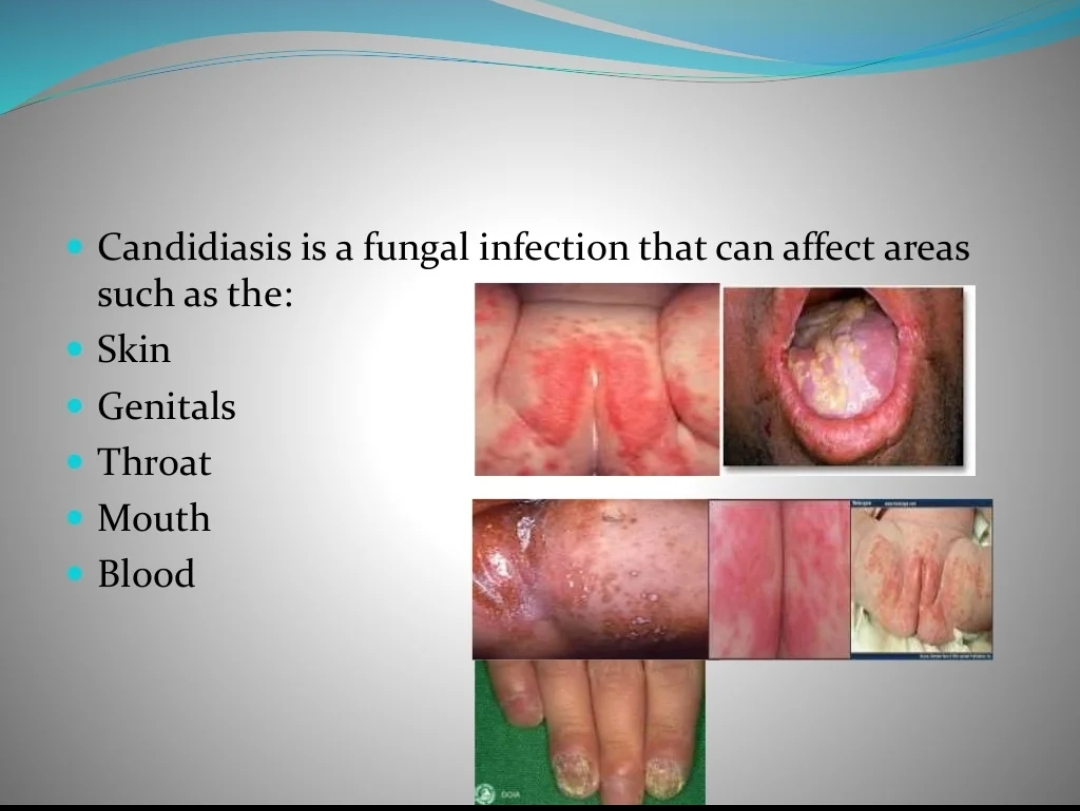 Candidiasis is a fungal infection that can affect areas
such as the:
Skin
Genitals
Throat
Mouth
Blood